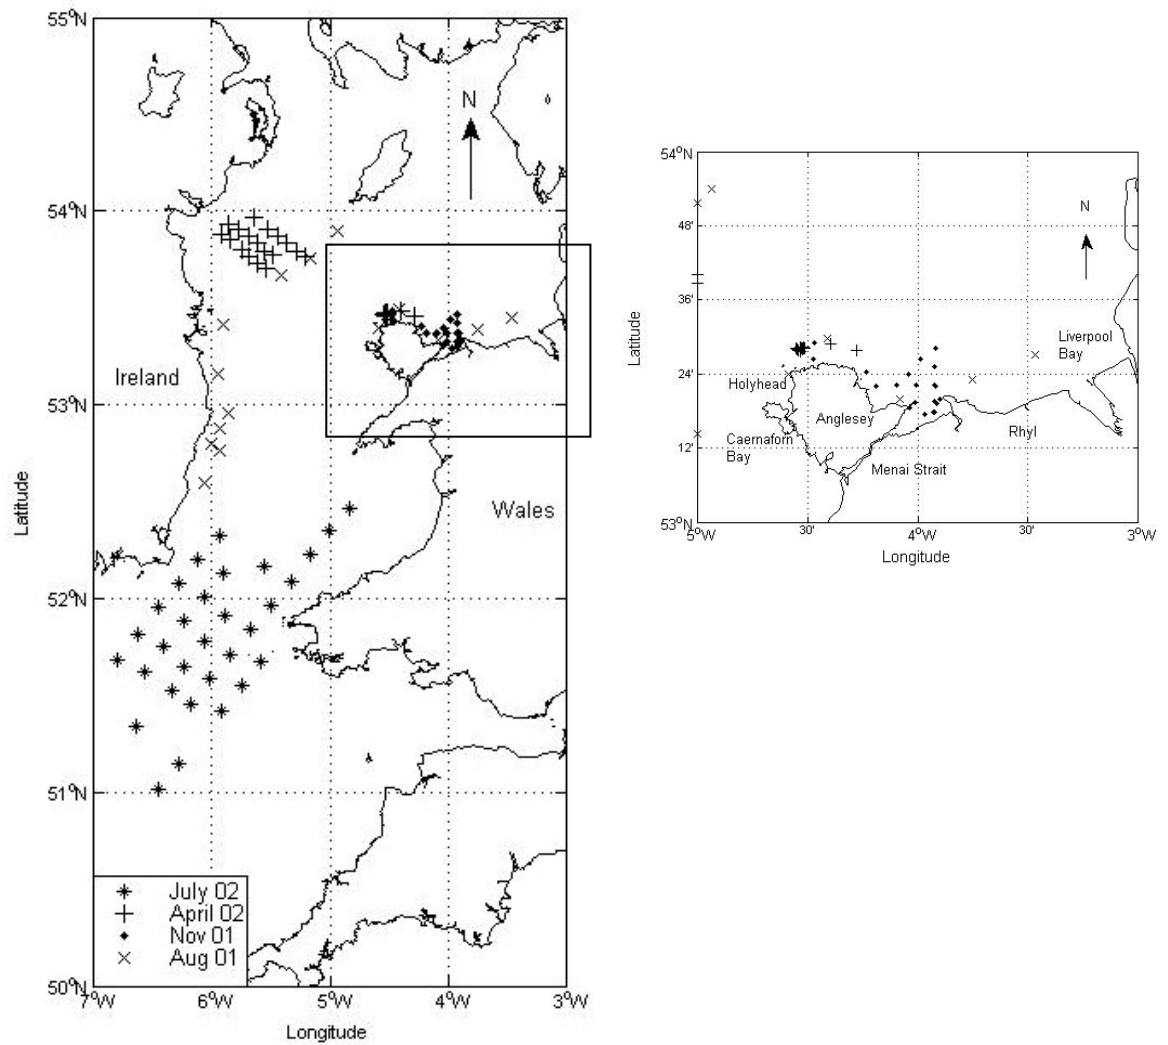 55°N
54°N
53°N
52°N
51°N
50°N
7°W
6°W
5°W
4°W
3°W
Latitude
Longitude
N
Ireland
Wales
July 02
April 02
Nov 01
Aug 01
54°N
48'
36'
24'
12'
53°N
5°W
30'
4°W
30'
3°W
Latitude
Longitude
N
Liverpool
Bay
Holyhead
Anglesey
Rhyl
Caernaforn
Bay
Menai Strait